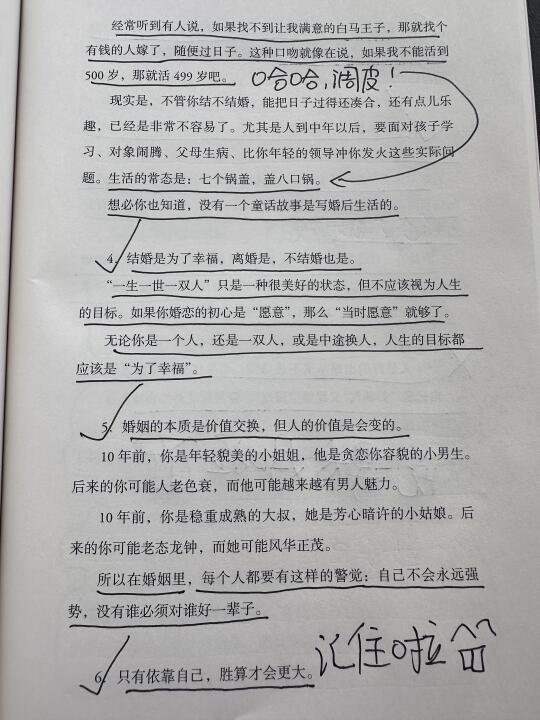 经常听到有人说，如果找不到让我满意的白马王子，那就找个
有钱的人嫁了，随便过日子。这种口吻就像在说，如果我不能活到
500岁，那就活499岁吧。 哈哈，调皮！
现实是，不管你结不结婚，能把日子过得还凑合，还有点儿乐
趣，已经是非常不容易了。尤其是人到中年以后，要面对孩子学
习、对象闹腾、父母生病、比你年轻的领导冲你发火这些实际问
题。生活的常态是：七个锅盖，盖八口锅。
想必你也知道，没有一个童话故事是写婚后生活的。
4. 结婚是为了幸福，离婚是，不结婚也是。
“一生一世一双人”只是一种很美好的状态，但不应该视为人生
的目标。如果你婚恋的初心是“愿意”，那么“当时愿意”就够了。
无论你是一个人，还是一双人，或是中途换人，人生的目标都
应该是“为了幸福”。
5. 婚姻的本质是价值交换，但人的价值是会变的。
10年前，你是年轻貌美的小姐姐，他是贪恋你容貌的小男生。
后来的你可能人老色衰，而他可能越来越有男人魅力。
10年前，你是稳重成熟的大叔，她是芳心暗许的小姑娘。后
来的你可能老态龙钟，而她可能风华正茂。
所以在婚姻里，每个人都要有这样的警觉：自己不会永远强
势，没有谁必须对谁好一辈子。
记住啦
6. 只有依靠自己，胜算才会更大。